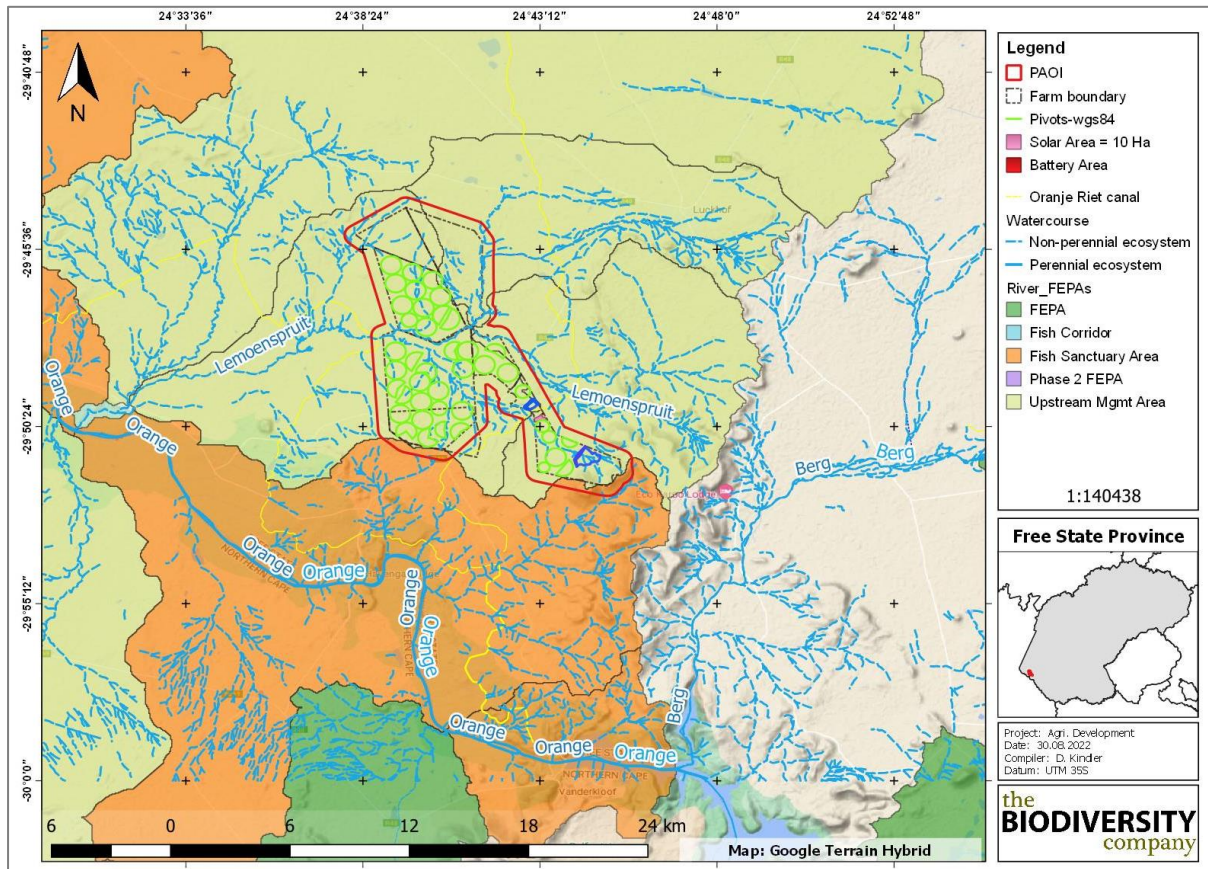 24°33'36" 24°38'24" 24°43'12" 24°48'0" 24°52'48"
-29°40'48"
-29°45'36"
-29°50'24"
-29°55'12"
-30°0'0"
N
Luckhof
Lemoenspruit
Lemoenspruit
Orange
Orange
Berg
Berg
Eco Karoo Lodge
Orange
Orange
Orange
Orange
NORTHERN CAPE
Orange
Berg
Orange
Orange
Orange
NORTHERN CAPE
Vanderkloof
6 0 6 12 18 24 km
Map: Google Terrain Hybrid
Legend
PAOI
Farm boundary
Pivots-wgs84
Solar Area = 10 Ha
Battery Area
Oranje Riet canal
Watercourse
Non-perennial ecosystem
Perennial ecosystem
River_FEPAs
FEPA
Fish Corridor
Fish Sanctuary Area
Phase 2 FEPA
Upstream Mgmt Area
1:140438
Free State Province
Project: Agri. Development
Date: 30.08.2022
Compiler: D. Kindler
Datum: UTM 35S
the
BIODIVERSITY
company